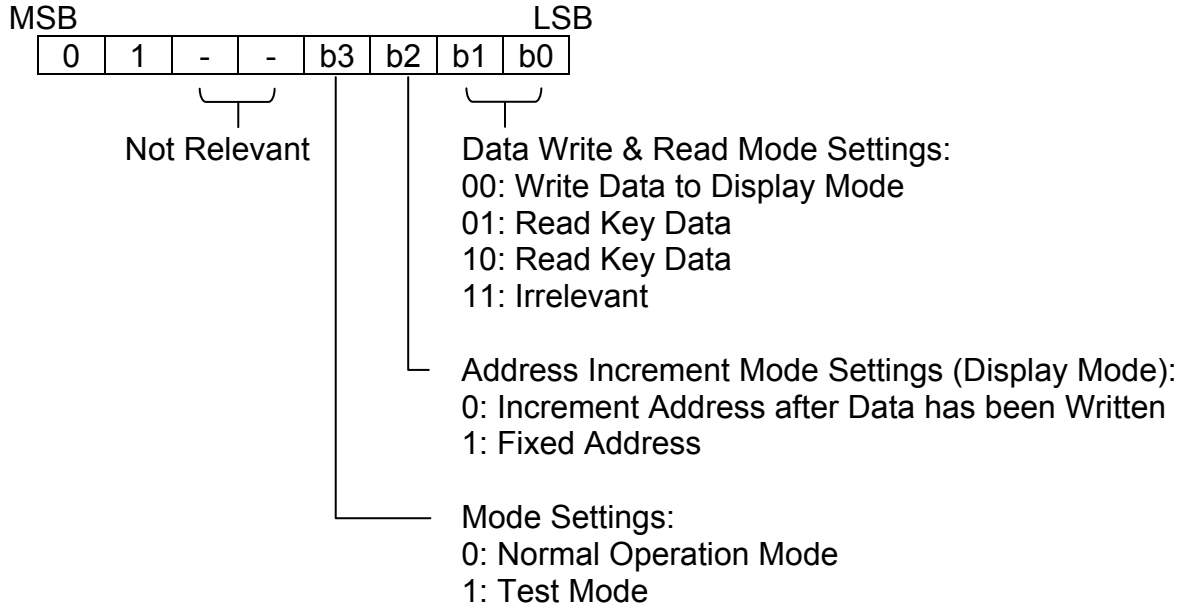 MSB LSB
0 1 - - b3 b2 b1 b0
Not Relevant
Data Write & Read Mode Settings:
00: Write Data to Display Mode
01: Read Key Data
10: Read Key Data
11: Irrelevant
Address Increment Mode Settings (Display Mode):
0: Increment Address after Data has been Written
1: Fixed Address
Mode Settings:
0: Normal Operation Mode
1: Test Mode